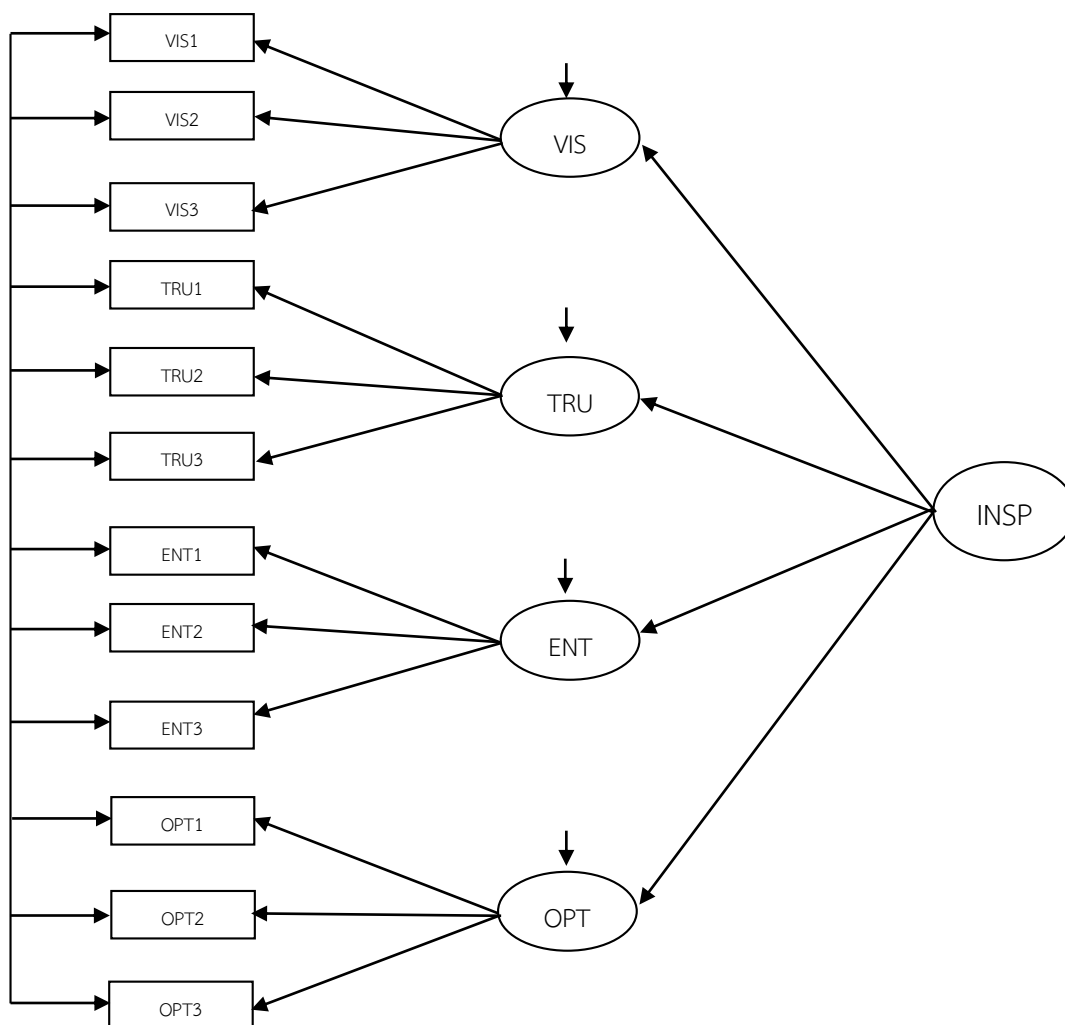 VIS1
VIS2
VIS3
TRU1
TRU2
TRU3
ENT1
ENT2
ENT3
OPT1
OPT2
OPT3
VIS
TRU
ENT
OPT
INSP